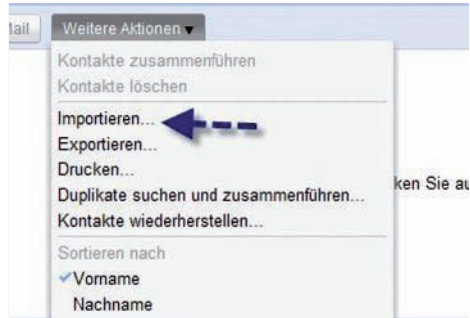 Mail Weitere Aktionen
Kontakte zusammenführen
Kontakte löschen
Importieren...
Exportieren...
Drucken...
Duplikate suchen und zusammenführen...
ken Sie au
Kontakte wiederherstellen...
Sortieren nach
Vorname
Nachname